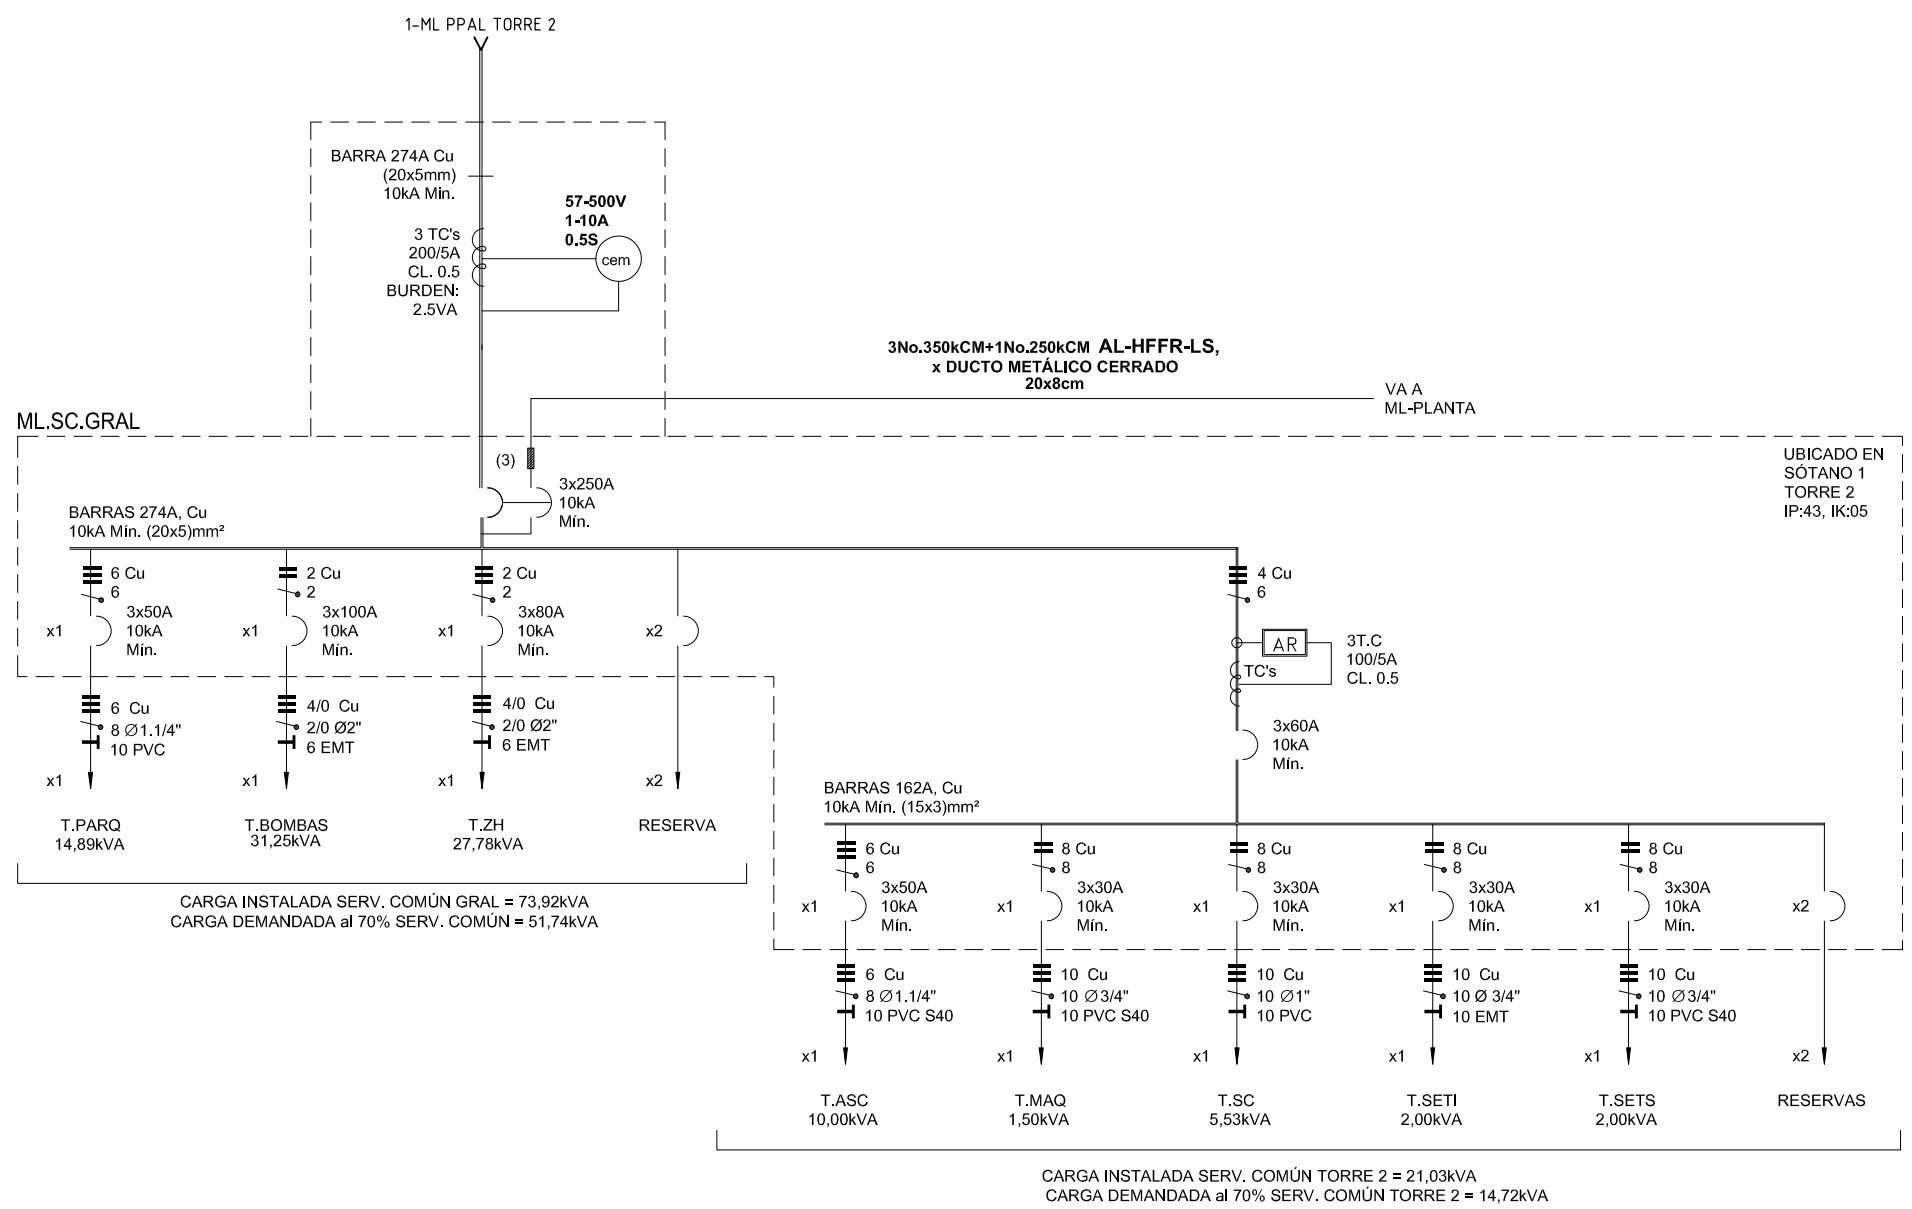 1-ML PPAL TORRE 2
BARRA 274A Cu
(20x5mm)
10kA Min.
57-500V
1-10A
0.5S
cem
3 TC's
200/5A
CL. 0.5
BURDEN:
2.5VA
3No.350kCM+1No.250kCM AL-HFFR-LS,
x DUCTO METÁLICO CERRADO
20x8cm
VA A
ML-PLANTA
ML.SC.GRAL
(3)
3x250A
10kA
Mín.
UBICADO EN
SÓTANO 1
TORRE 2
IP:43, IK:05
BARRAS 274A, Cu
10kA Mín. (20x5)mm²
6 Cu
6
3x50A
10kA
Mín.
x1
2 Cu
2
3x100A
10kA
Mín.
x1
2 Cu
2
3x80A
10kA
Mín.
x1
x2
4 Cu
6
AR
TC's
3T.C
100/5A
CL. 0.5
3x60A
10kA
Mín.
6 Cu
8 Ø1.1/4"
10 PVC
x1
4/0 Cu
2/0 Ø2"
6 EMT
x1
4/0 Cu
2/0 Ø2"
6 EMT
x1
x2
T.PARQ
14,89kVA
T.BOMBAS
31,25kVA
T.ZH
27,78kVA
RESERVA
CARGA INSTALADA SERV. COMÚN GRAL = 73,92kVA
CARGA DEMANDADA al 70% SERV. COMÚN = 51,74kVA
BARRAS 162A, Cu
10kA Mín. (15x3)mm²
6 Cu
6
3x50A
10kA
Mín.
x1
8 Cu
8
3x30A
10kA
Mín.
x1
8 Cu
8
3x30A
10kA
Mín.
x1
8 Cu
8
3x30A
10kA
Mín.
x1
8 Cu
8
3x30A
10kA
Mín.
x1
x2
6 Cu
8 Ø1.1/4"
10 PVC S40
x1
10 Cu
10 Ø3/4"
10 PVC S40
x1
10 Cu
10 Ø1"
10 PVC
x1
10 Cu
10 Ø 3/4"
10 EMT
x1
10 Cu
10 Ø3/4"
10 PVC S40
x1
x2
T.ASC
10,00kVA
T.MAQ
1,50kVA
T.SC
5,53kVA
T.SETI
2,00kVA
T.SETS
2,00kVA
RESERVAS
CARGA INSTALADA SERV. COMÚN TORRE 2 = 21,03kVA
CARGA DEMANDADA al 70% SERV. COMÚN TORRE 2 = 14,72kVA